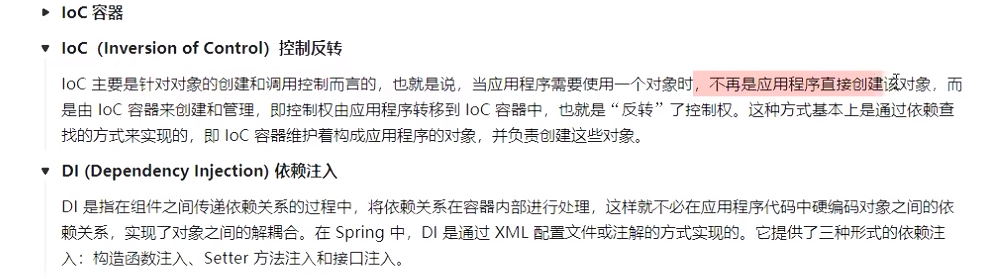 IoC 容器
IoC（Inversion of Control）控制反转
IoC 主要是针对对象的创建和调用控制而言的，也就是说，当应用程序需要使用一个对象时，不再是应用程序直接创建该对象，而
是由 IoC 容器来创建和管理，即控制权由应用程序转移到 IoC 容器中，也就是“反转”了控制权。这种方式基本上是通过依赖查
找的方式来实现的，即 IoC 容器维护着构成应用程序的对象，并负责创建这些对象。
DI (Dependency Injection) 依赖注入
DI 是指在组件之间传递依赖关系的过程中，将依赖关系在容器内部进行处理，这样就不必在应用程序代码中硬编码对象之间的依
赖关系，实现了对象之间的解耦合。在 Spring 中，DI 是通过 XML 配置文件或注解的方式实现的。它提供了三种形式的依赖注
入：构造函数注入、Setter 方法注入和接口注入。